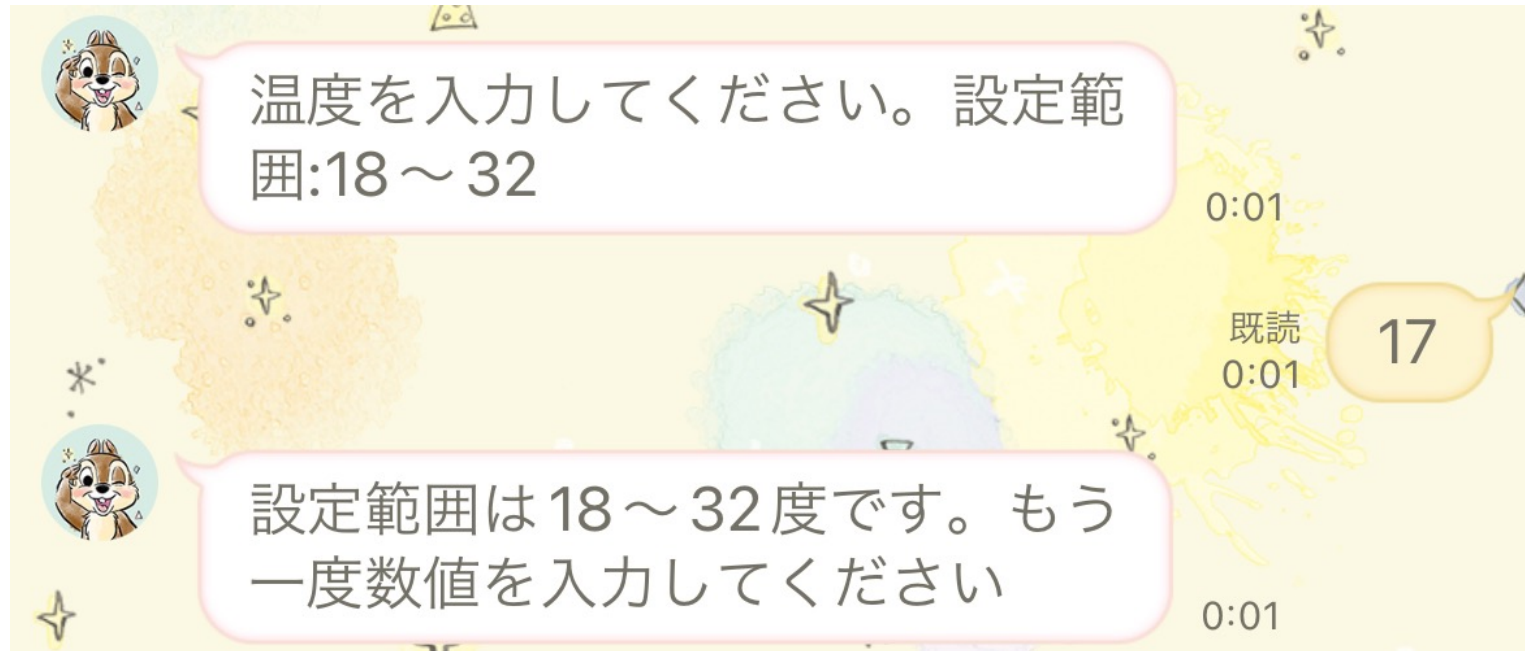 温度を入力してください。設定範
囲:18～32
0:01
既読
0:01
17
設定範囲は18～32度です。もう
一度数値を入力してください
0:01